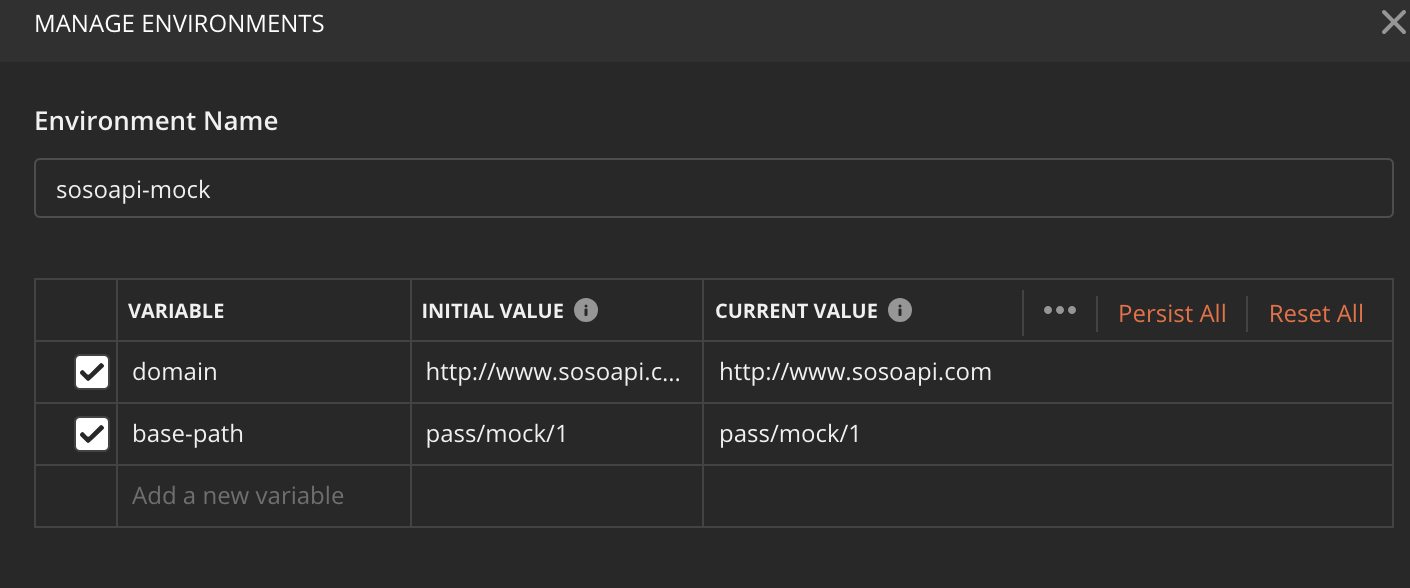 MANAGE ENVIRONMENTS
Environment Name
sosoapi-mock
VARIABLE INITIAL VALUE CURRENT VALUE Persist All Reset All
domain http://www.sosoapi.c... http://www.sosoapi.com
base-path pass/mock/1 pass/mock/1
Add a new variable